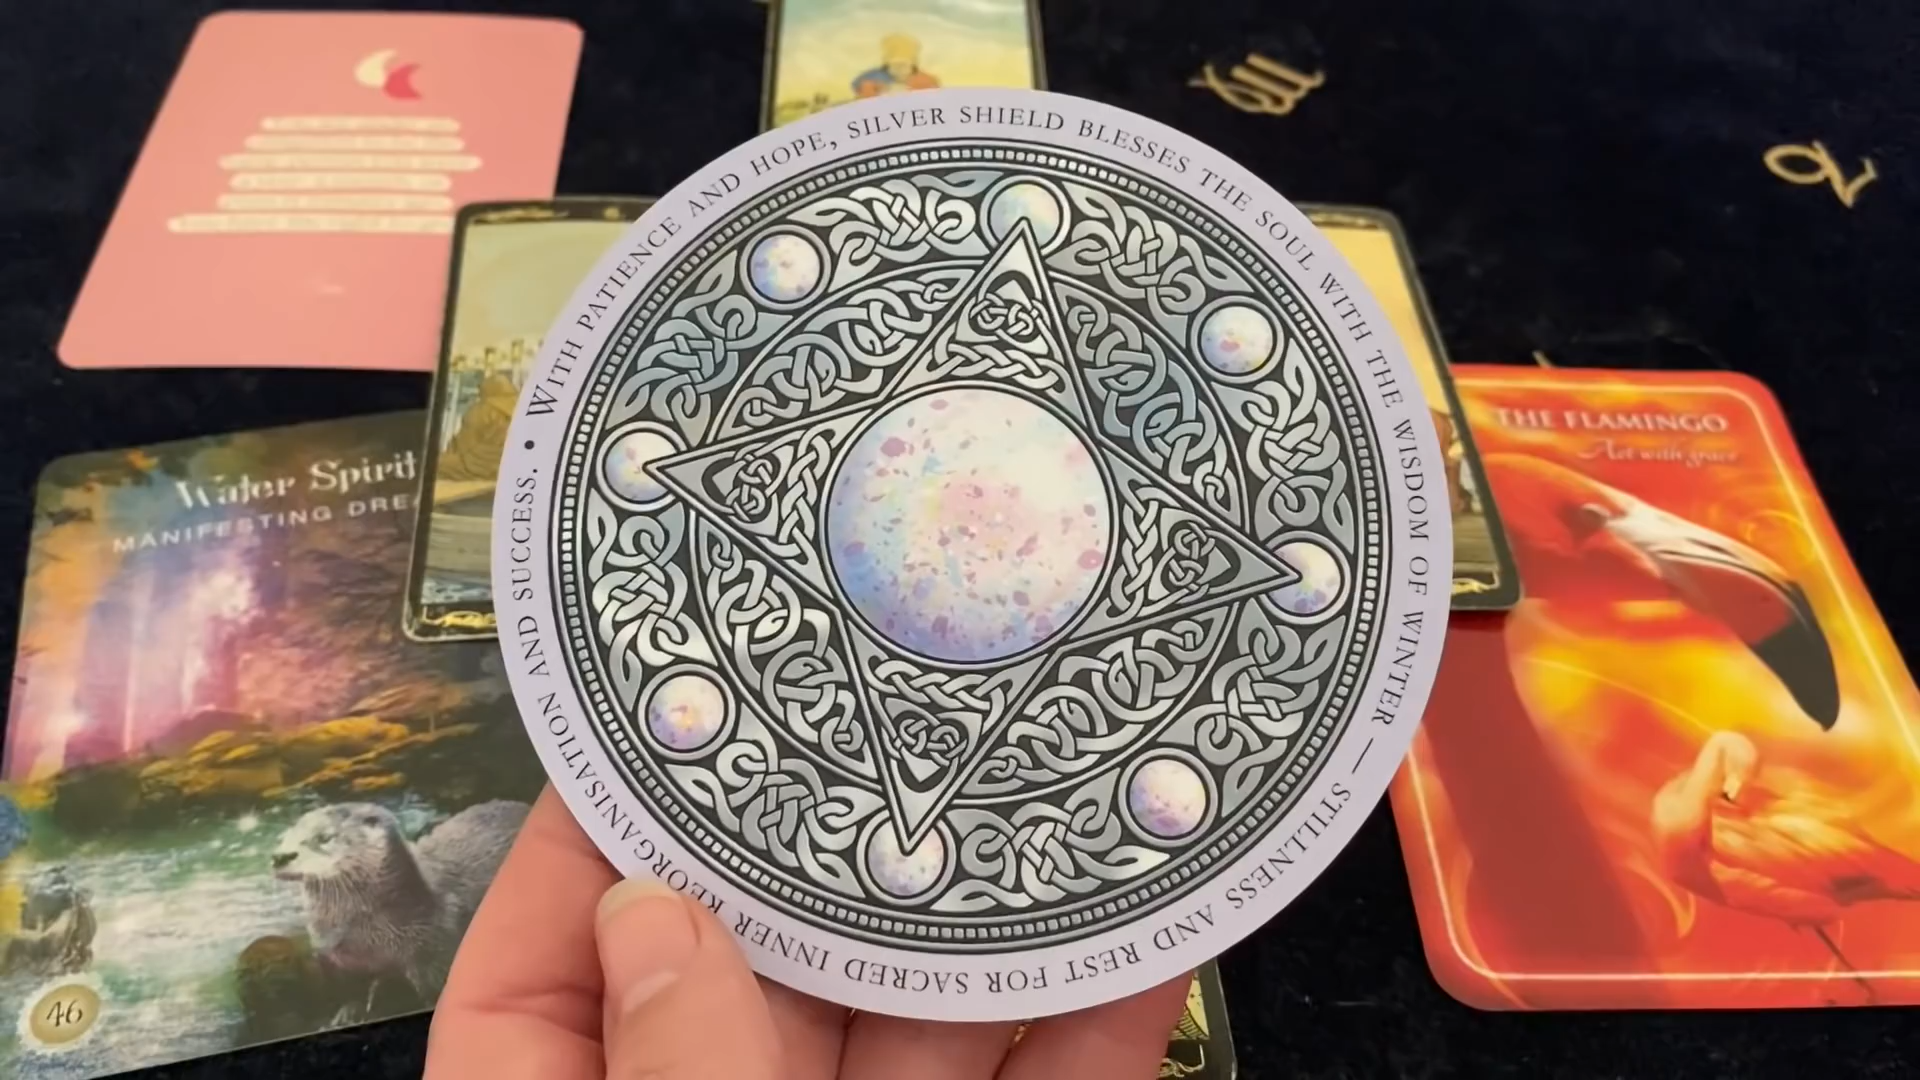 WITH PATIENCE AND HOPE, SILVER SHIELD BLESSES THE SOUL WITH THE WISDOM OF WINTER — STILLNESS AND REST FOR SACRED INNER REORGANISATION AND SUCCESS. •
THE FLAMINGO
Act with grace
Water Spirit
MANIFESTING DRE
46